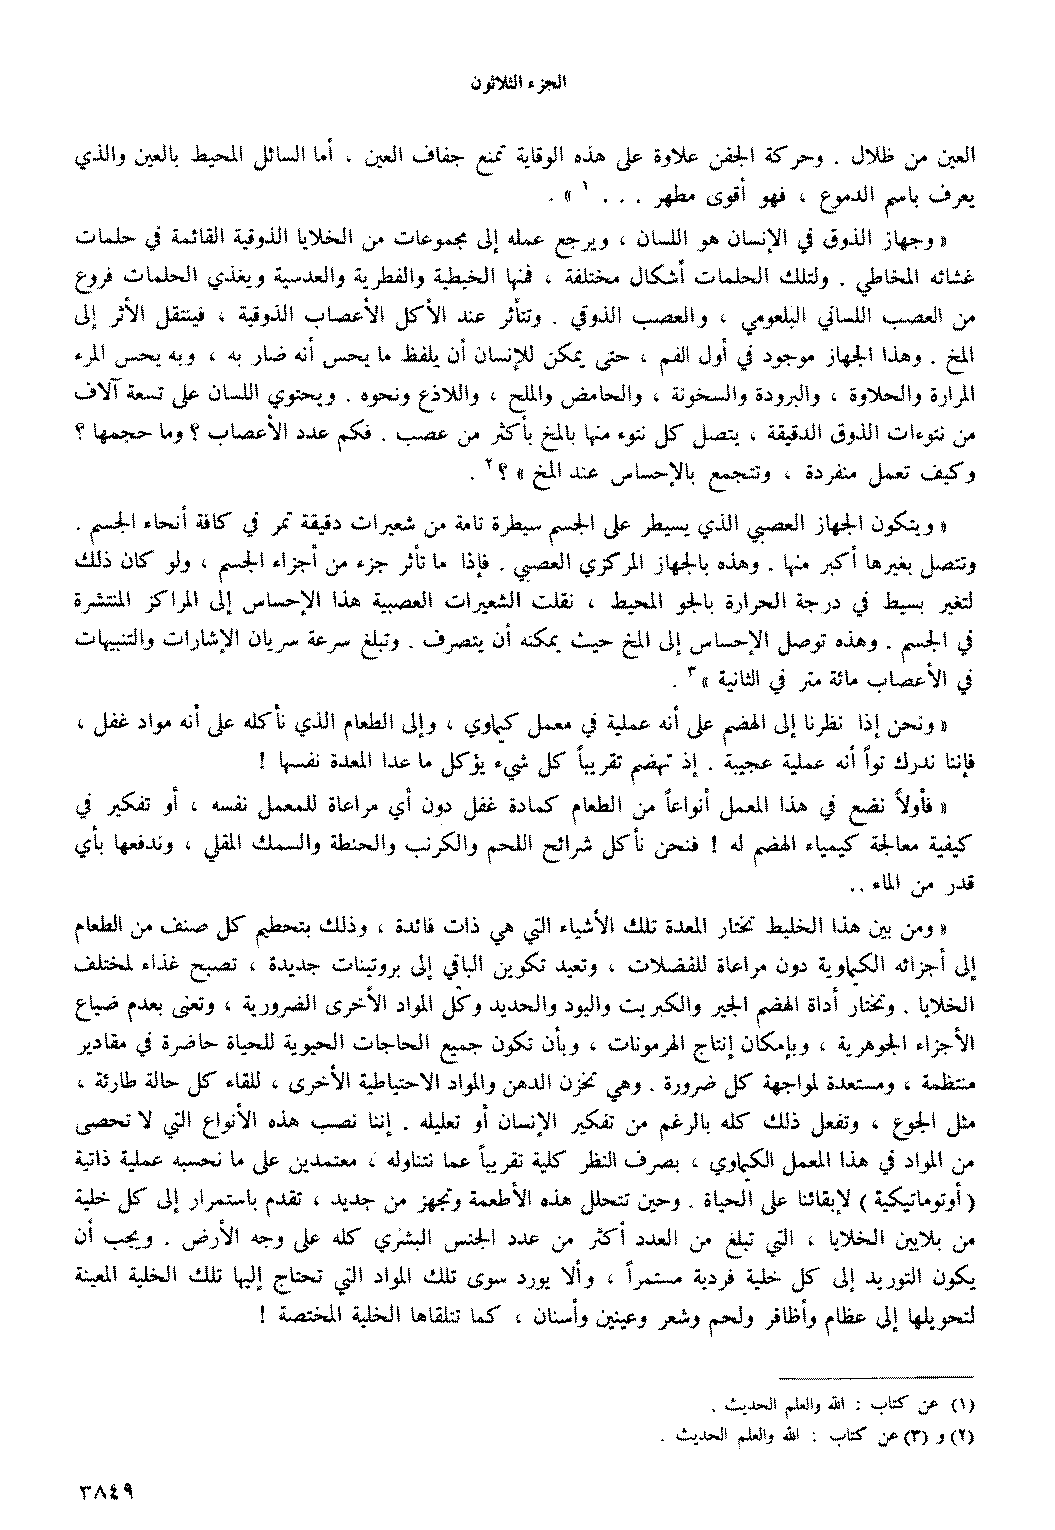 الجزء الثلاثون
العين من ظلال . وحركة الجفن علاوة على هذه الوقاية تمنع جفاف العين ، أما السائل المحيط بالعين والذي
يعرف باسم الدموع ، فهو أقوى مطهر . . . ١ » .
« وجهاز الذوق في الإنسان هو اللسان ، ويرجع عمله إلى مجموعات من الخلايا الذوقية القائمة في حلمات
غشائه المخاطي . ولتلك الحلمات أشكال مختلفة ، فمنها الخيطية والفطرية والعدسية ويغذي الحلمات فروع
من العصب اللساني البلعومي ، والعصب الذوقي . وتتأثر عند الأكل الأعصاب الذوقية ، فينتقل الأثر إلى
المخ . وهذا الجهاز موجود في أول الفم ، حتى يمكن للإنسان أن يلفظ ما يحس أنه ضار به ، وبه يحس المرء
المرارة والحلاوة ، والبرودة والسخونة ، والحامض والملح ، واللاذع ونحوه . ويحتوي اللسان على تسعة آلاف
من نتوءات الذوق الدقيقة ، يتصل كل نتوء منها بالمخ بأكثر من عصب . فكم عدد الأعصاب ؟ وما حجمها ؟
وكيف تعمل منفردة ، وتتجمع بالإحساس عند المخ » ؟ ٢ .
« ويتكون الجهاز العصبي الذي يسيطر على الجسم سيطرة تامة من شعيرات دقيقة تمر في كافة أنحاء الجسم .
وتتصل بغيرها أكبر منها . وهذه بالجهاز المركزي العصبي . فإذا ما تأثر جزء من أجزاء الجسم ، ولو كان ذلك
لتغير بسيط في درجة الحرارة بالجو المحيط ، نقلت الشعيرات العصبية هذا الإحساس إلى المراكز المنتشرة
في الجسم . وهذه توصل الإحساس إلى المخ حيث يمكنه أن يتصرف . وتبلغ سرعة سريان الإشارات والتنبيهات
في الأعصاب مائة متر في الثانية » ٣ .
« ونحن إذا نظرنا إلى الهضم على أنه عملية في معمل كيماوي ، وإلى الطعام الذي نأكله على أنه مواد غفل ،
فإننا ندرك تواً أنه عملية عجيبة . إذ تهضم تقريباً كل شيء يؤكل ما عدا المعدة نفسها !
« فأولاً نضع في هذا المعمل أنواعاً من الطعام كمادة غفل دون أي مراعاة للمعمل نفسه ، أو تفكير في
كيفية معالجة كيمياء الهضم له ! فنحن نأكل شرائح اللحم والكرنب والحنطة والسمك المقلي ، وندفعها بأي
قدر من الماء ..
« ومن بين هذا الخليط تختار المعدة تلك الأشياء التي هي ذات فائدة ، وذلك بتحطيم كل صنف من الطعام
إلى أجزائه الكيماوية دون مراعاة للفضلات ، وتعيد تكوين الباقي إلى بروتينات جديدة ، تصبح غذاء لمختلف
الخلايا . وتختار أداة الهضم الجير والكبريت واليود والحديد وكل المواد الأخرى الضرورية ، وتعنى بعدم ضياع
الأجزاء الجوهرية ، وبإمكان إنتاج الهرمونات ، وبأن تكون جميع الحاجات الحيوية للحياة حاضرة في مقادير
منتظمة ، ومستعدة لمواجهة كل ضرورة . وهي تخزن الدهن والمواد الاحتياطية الأخرى ، للقاء كل حالة طارئة ،
مثل الجوع ، وتفعل ذلك كله بالرغم من تفكير الإنسان أو تعليله . إننا نصب هذه الأنواع التي لا تحصى
من المواد في هذا المعمل الكيماوي ، بصرف النظر كلية تقريباً عما نتناوله ، معتمدين على ما نحسبه عملية ذاتية
( أوتوماتيكية ) لإبقائنا على الحياة . وحين تتحلل هذه الأطعمة وتجهز من جديد ، تقدم باستمرار إلى كل خلية
من بلايين الخلايا ، التي تبلغ من العدد أكثر من عدد الجنس البشري كله على وجه الأرض . ويجب أن
يكون التوريد إلى كل خلية فردية مستمراً ، وألا يورد سوى تلك المواد التي تحتاج إليها تلك الخلية المعينة
لتحويلها إلى عظام وأظافر ولحم وشعر وعينين وأسنان ، كما تتلقاها الخلية المختصة !
(١) عن كتاب : الله والعلم الحديث .
(٢) و (٣) عن كتاب : الله والعلم الحديث .
٣٨٤٩